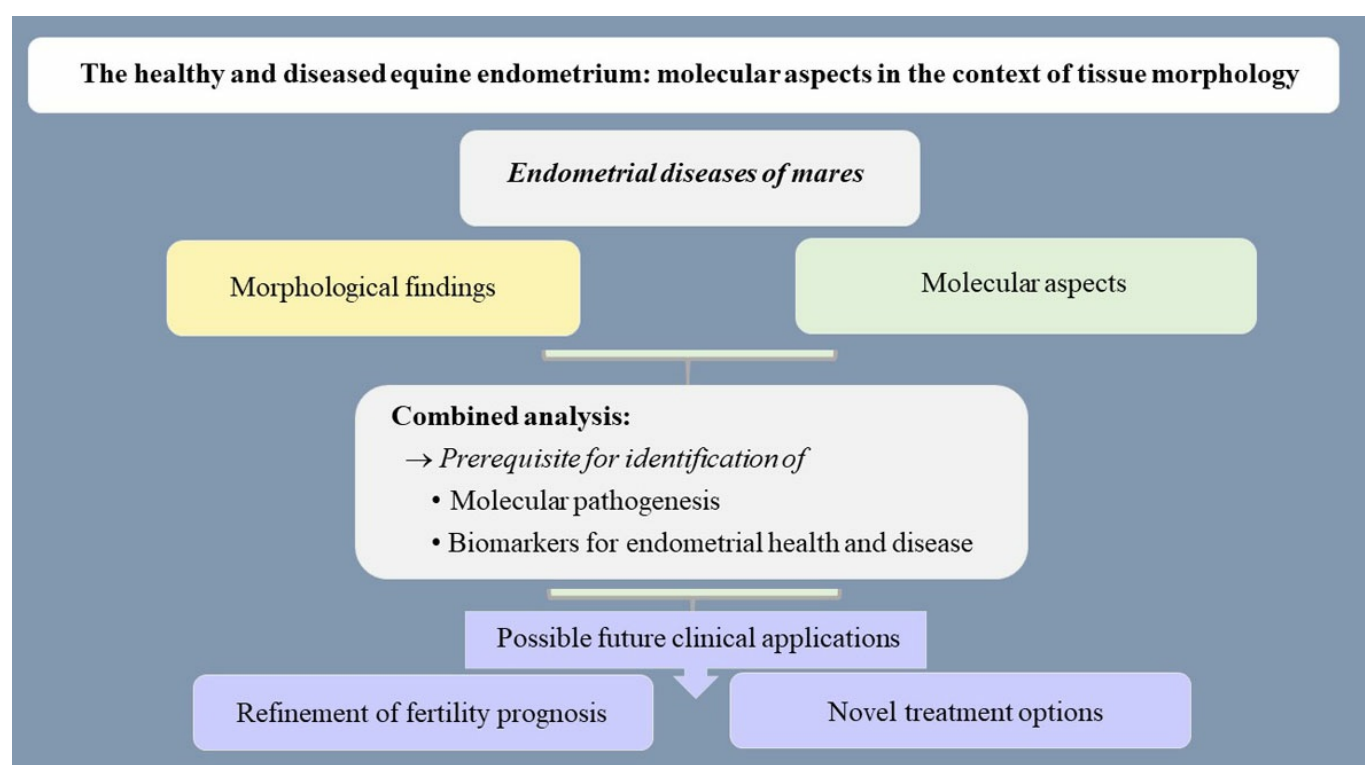 The healthy and diseased equine endometrium: molecular aspects in the context of tissue morphology
Endometrial diseases of mares
Morphological findings
Molecular aspects
Combined analysis:
→ Prerequisite for identification of
• Molecular pathogenesis
• Biomarkers for endometrial health and disease
Possible future clinical applications
Refinement of fertility prognosis
Novel treatment options